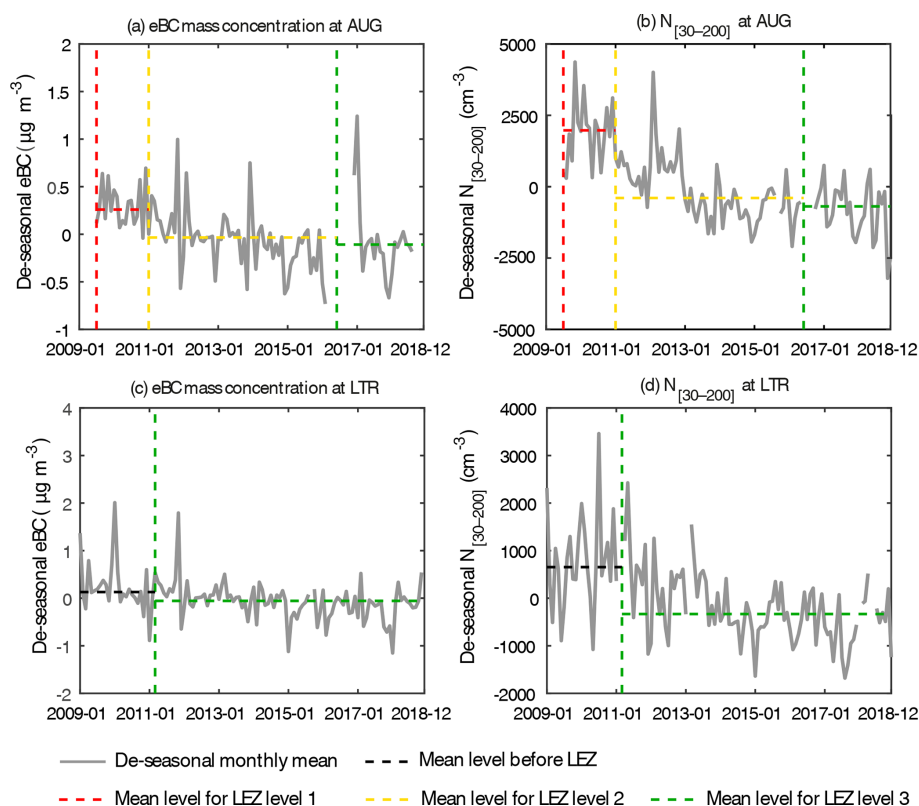 (a) eBC mass concentration at AUG
(b) N[30–200] at AUG
De-seasonal eBC ( µg m-3)
2
1.5
1
0.5
0
-0.5
-1
2009-01 2011-01 2013-01 2015-01 2017-01 2018-12
De-seasonal N[30–200] (cm-3)
5000
2500
0
-2500
-5000
2009-01 2011-01 2013-01 2015-01 2017-01 2018-12
(c) eBC mass concentration at LTR
(d) N[30–200] at LTR
De-seasonal eBC ( µg m-3)
4
3
2
1
0
-1
-2
2009-01 2011-01 2013-01 2015-01 2017-01 2018-12
De-seasonal N[30–200] (cm-3)
4000
3000
2000
1000
0
-1000
-2000
2009-01 2011-01 2013-01 2015-01 2017-01 2018-12
De-seasonal monthly mean
Mean level before LEZ
Mean level for LEZ level 1
Mean level for LEZ level 2
Mean level for LEZ level 3